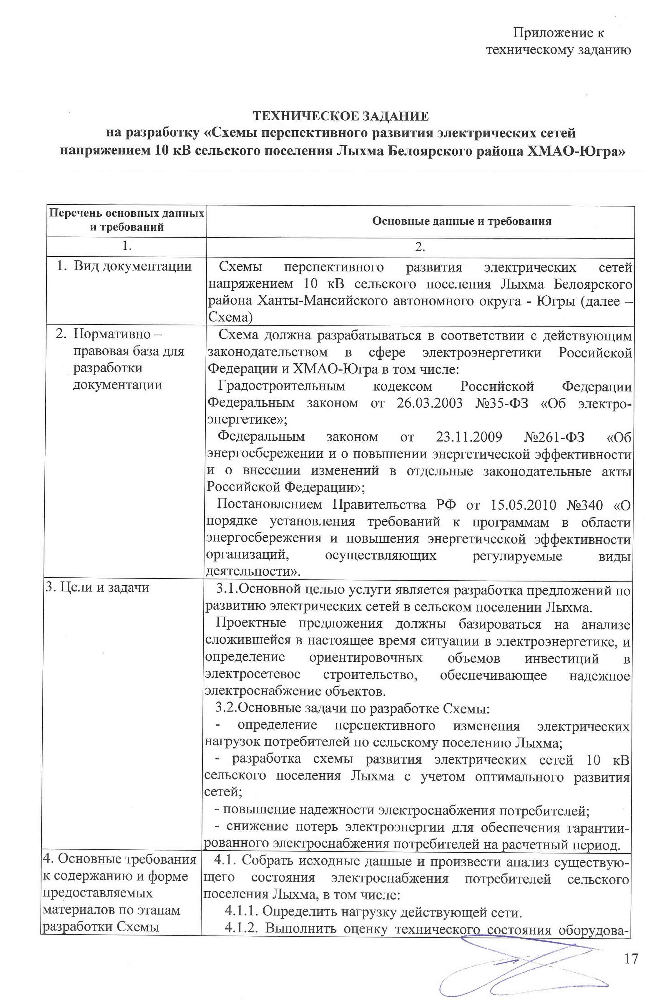 Приложение к
техническому заданию
ТЕХНИЧЕСКОЕ ЗАДАНИЕ
на разработку «Схемы перспективного развития электрических сетей
напряжением 10 кВ сельского поселения Лыхма Белоярского района ХМАО-Югра»
Перечень основных данных
и требований
Основные данные и требования
1.
2.
1. Вид документации
Схемы перспективного развития электрических сетей
напряжением 10 кВ сельского поселения Лыхма Белоярского
района Ханты-Мансийского автономного округа - Югры (далее –
Схема)
2. Нормативно –
правовая база для
разработки
документации
Схема должна разрабатываться в соответствии с действующим
законодательством в сфере электроэнергетики Российской
Федерации и ХМАО-Югра в том числе:
Градостроительным кодексом Российской Федерации
Федеральным законом от 26.03.2003 №35-ФЗ «Об электро-
энергетике»;
Федеральным законом от 23.11.2009 №261-ФЗ «Об
энергосбережении и о повышении энергетической эффективности
и о внесении изменений в отдельные законодательные акты
Российской Федерации»;
Постановлением Правительства РФ от 15.05.2010 №340 «О
порядке установления требований к программам в области
энергосбережения и повышения энергетической эффективности
организаций, осуществляющих регулируемые виды
деятельности».
3. Цели и задачи
3.1.Основной целью услуги является разработка предложений по
развитию электрических сетей в сельском поселении Лыхма.
Проектные предложения должны базироваться на анализе
сложившейся в настоящее время ситуации в электроэнергетике, и
определение ориентировочных объемов инвестиций в
электросетевое строительство, обеспечивающее надежное
электроснабжение объектов.
3.2.Основные задачи по разработке Схемы:
- определение перспективного изменения электрических
нагрузок потребителей по сельскому поселению Лыхма;
- разработка схемы развития электрических сетей 10 кВ
сельского поселения Лыхма с учетом оптимального развития
сетей;
- повышение надежности электроснабжения потребителей;
- снижение потерь электроэнергии для обеспечения гарантии-
рованного электроснабжения потребителей на расчетный период.
4. Основные требования
к содержанию и форме
предоставляемых
материалов по этапам
разработки Схемы
4.1. Собрать исходные данные и произвести анализ существую-
щего состояния электроснабжения потребителей сельского
поселения Лыхма, в том числе:
4.1.1. Определить нагрузку действующей сети.
4.1.2. Выполнить оценку технического состояния оборудова-
17